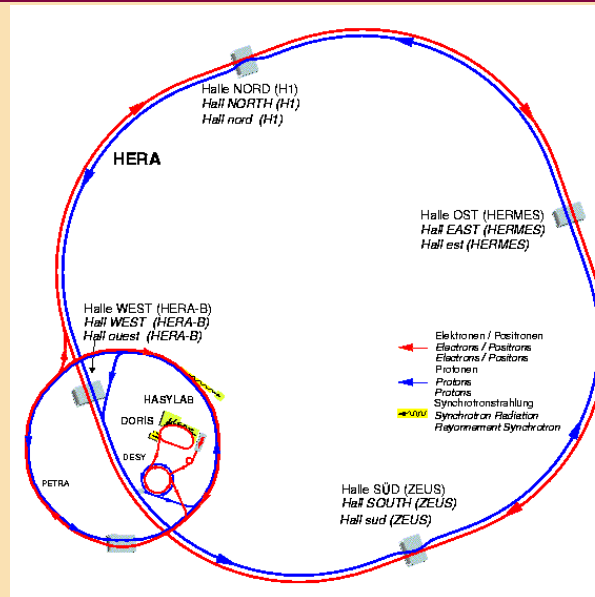 Halle NORD (H1)
Hall NORTH (H1)
Hall nord (H1)
HERA
Halle OST (HERMES)
Hall EAST (HERMES)
Hall est (HERMES)
Halle WEST (HERA-B)
Hall WEST (HERA-B)
Hall ouest (HERA-B)
Elektronen / Positronen
Electrons / Positrons
Electrons / Positons
Protonen
Protons
Protons
Synchrotronstrahlung
Synchrotron Radiation
Rayonnement Synchrotron
HASYLAB
DORIS
DESY
PETRA
Halle SÜD (ZEUS)
Hall SOUTH (ZEUS)
Hall sud (ZEUS)